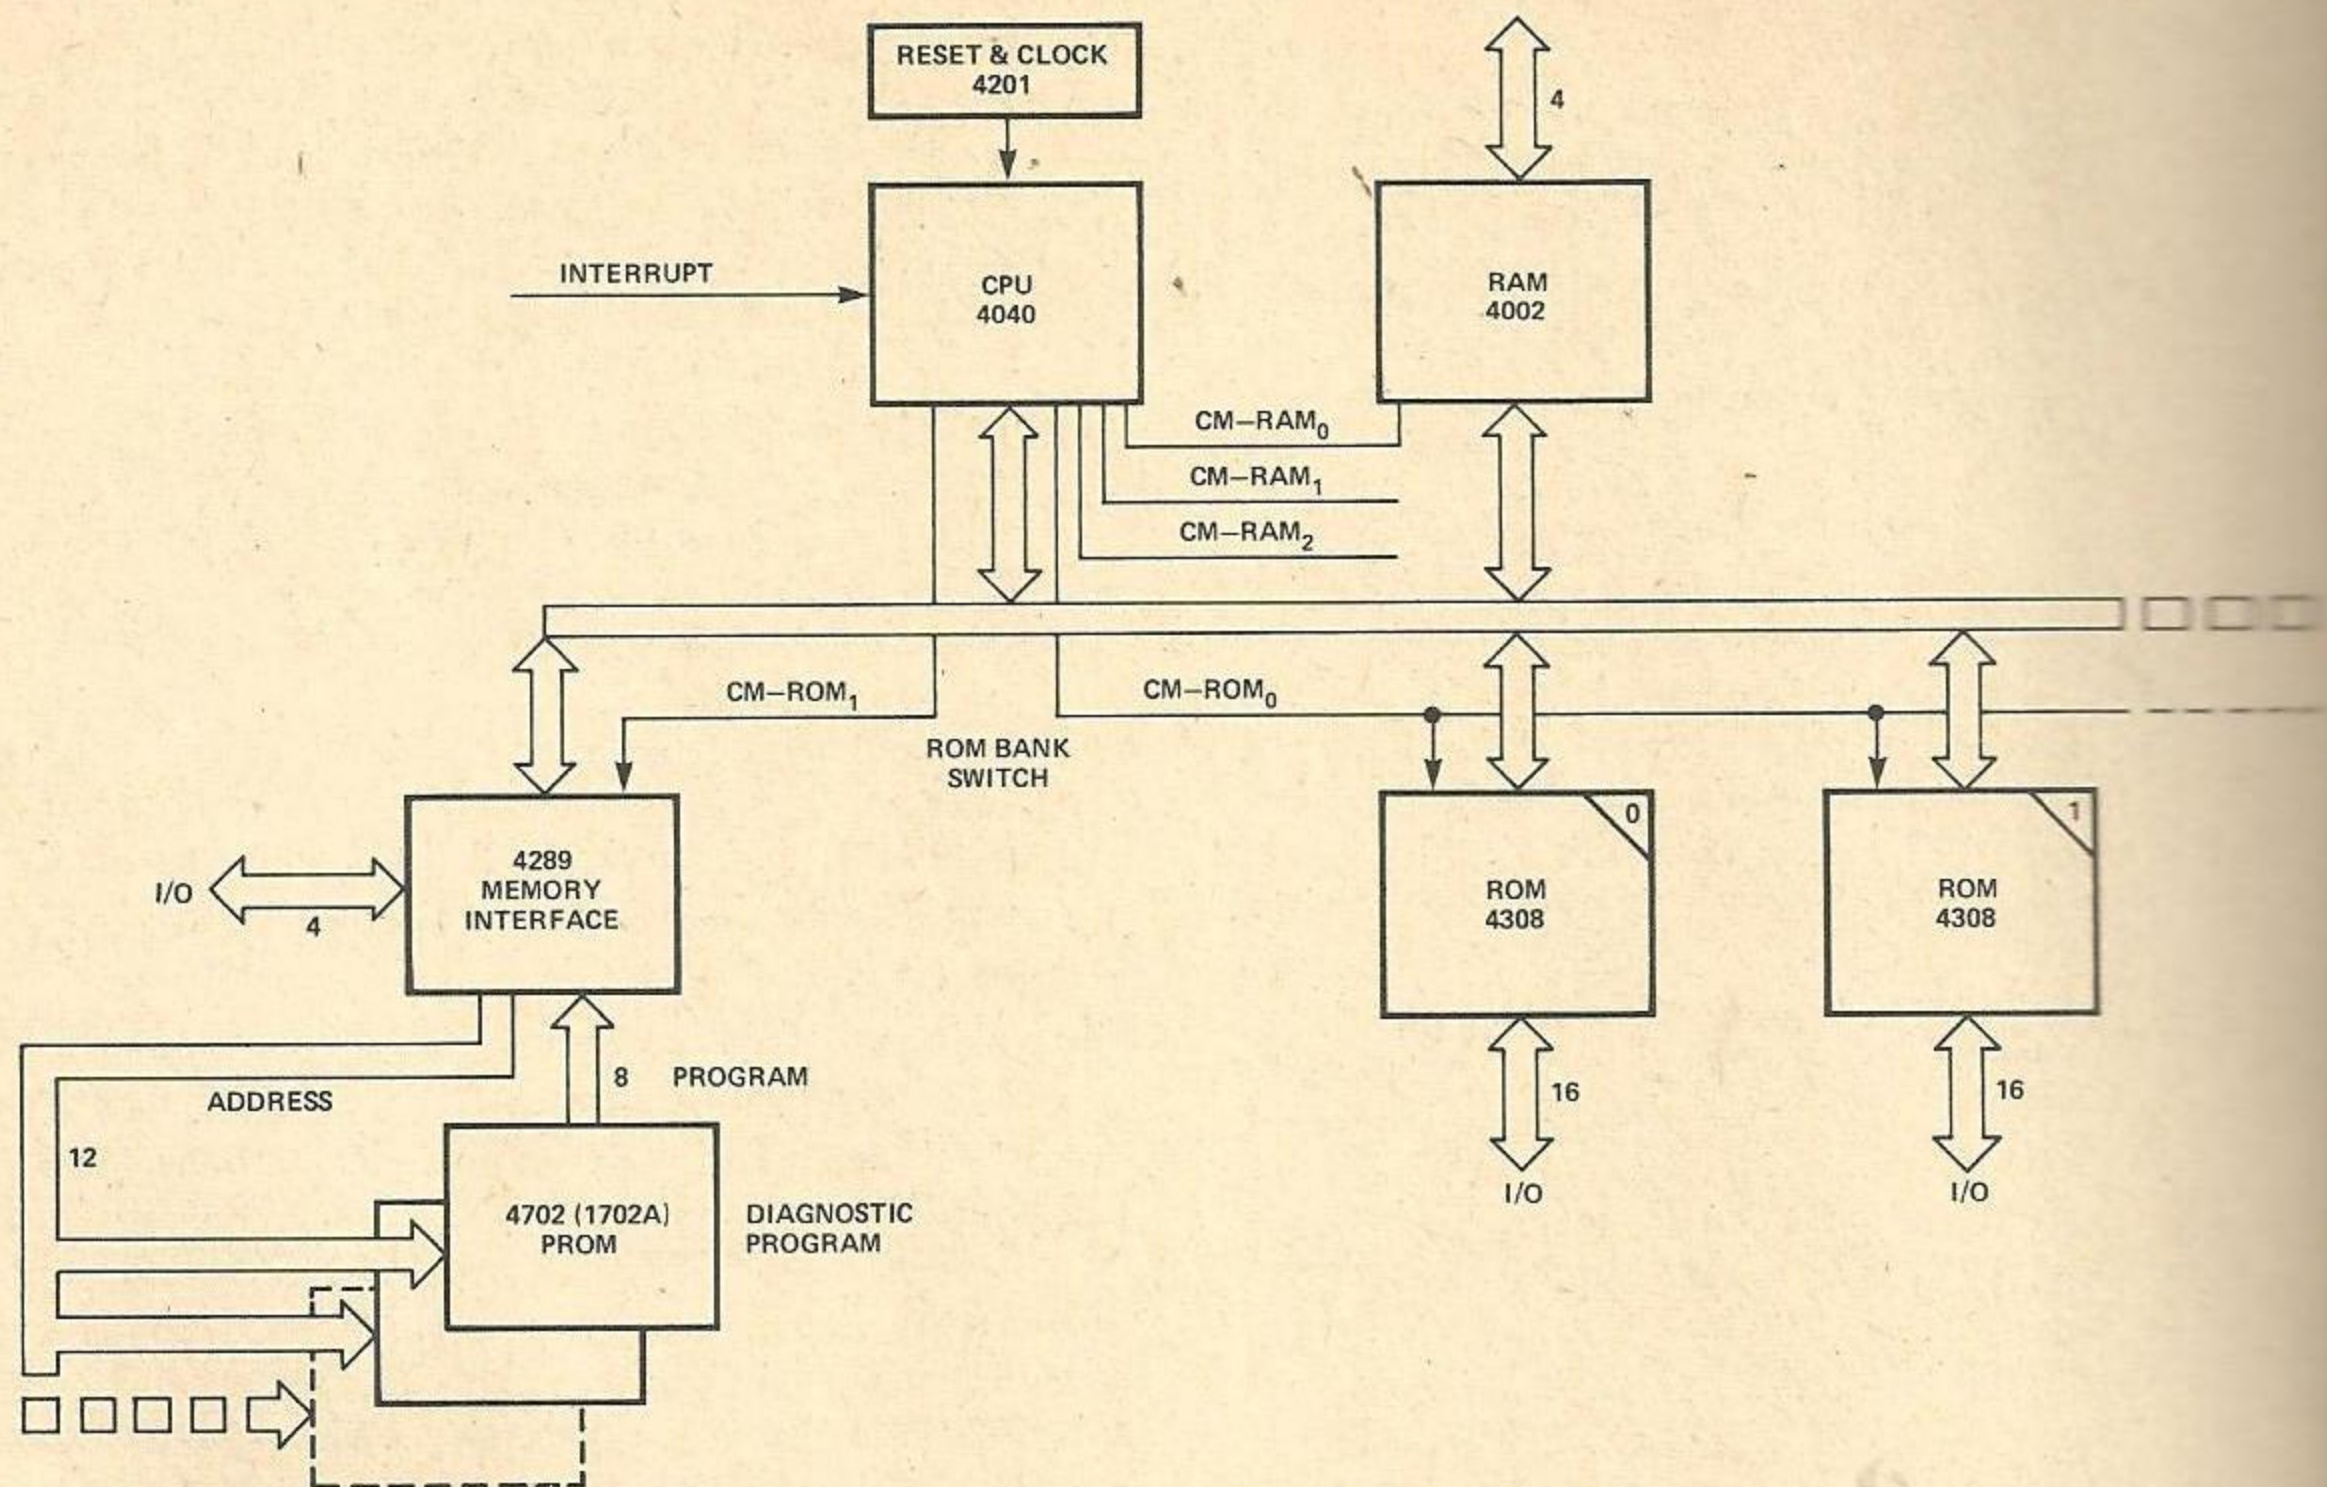 RESET & CLOCK
4201
4
INTERRUPT
CPU
4040
RAM
4002
CM–RAM0
CM–RAM1
CM–RAM2
CM–ROM1
CM–ROM0
ROM BANK
SWITCH
I/O
4
4289
MEMORY
INTERFACE
0
ROM
4308
1
ROM
4308
ADDRESS
12
8 PROGRAM
16
I/O
16
I/O
4702 (1702A)
PROM
DIAGNOSTIC
PROGRAM